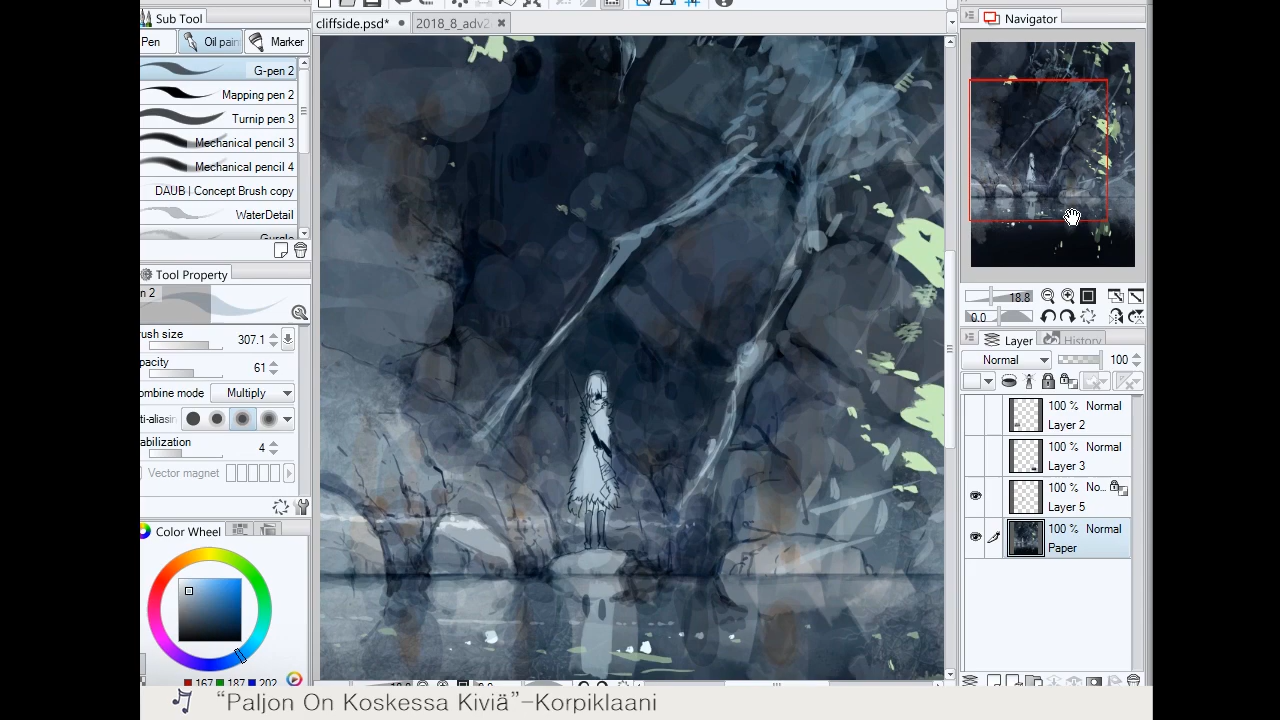 Sub Tool
Pen
Oil pain
Marker
G-pen 2
Mapping pen 2
Turnip pen 3
Mechanical pencil 3
Mechanical pencil 4
DAUB | Concept Brush copy
WaterDetail
Tool Property
n 2
rush size
307.1
pacity
61
ombine mode
Multiply
ti-aliasin
abilization
4
Vector magnet
Color Wheel
167 187 202
cliffside.psd*
2018_8_adv2
Navigator
18.8
0.0
Layer
History
Normal
100
100 % Normal
Layer 2
100 % Normal
Layer 3
100 % No...
Layer 5
100 % Normal
Paper
“Paljon On Koskessa Kiviä”–Korpiklaani